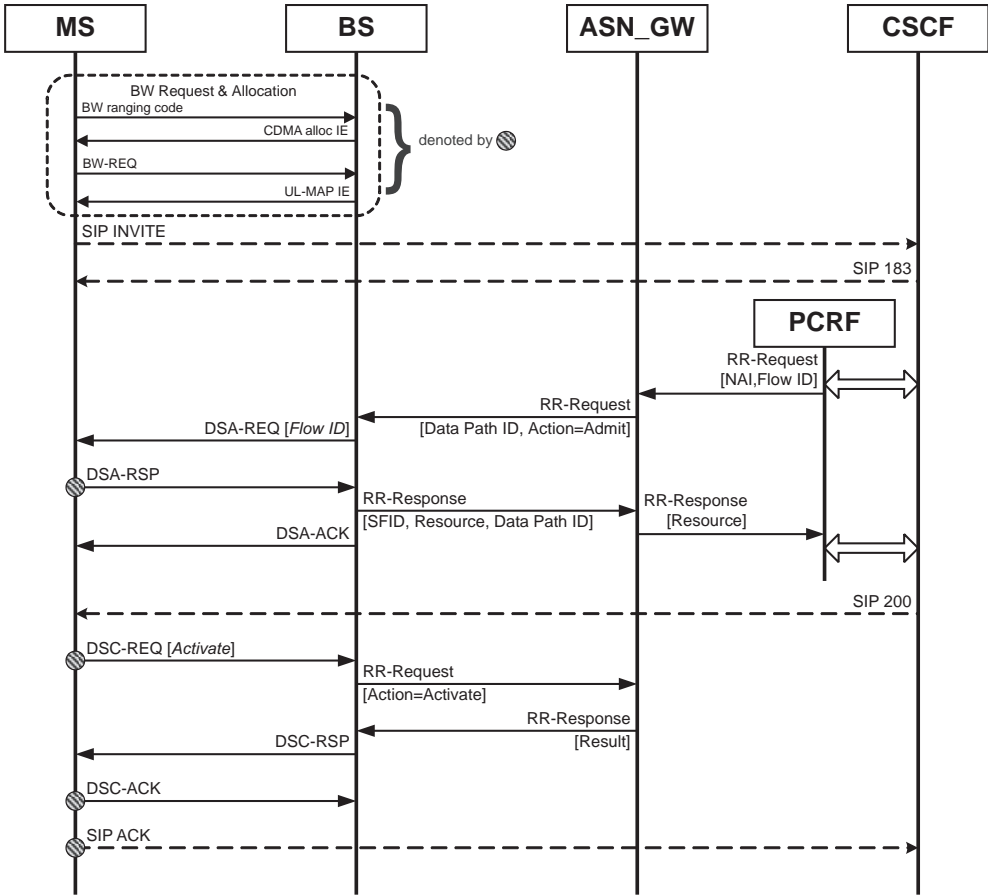 MS
BS
ASN_GW
CSCF
BW Request & Allocation
BW ranging code
CDMA alloc IE
denoted by
BW-REQ
UL-MAP IE
SIP INVITE
SIP 183
PCRF
RR-Request
[NAI,Flow ID]
RR-Request
[Data Path ID, Action=Admit]
DSA-REQ [Flow ID]
DSA-RSP
RR-Response
[SFID, Resource, Data Path ID]
RR-Response
[Resource]
DSA-ACK
SIP 200
DSC-REQ [Activate]
RR-Request
[Action=Activate]
RR-Response
[Result]
DSC-RSP
DSC-ACK
SIP ACK